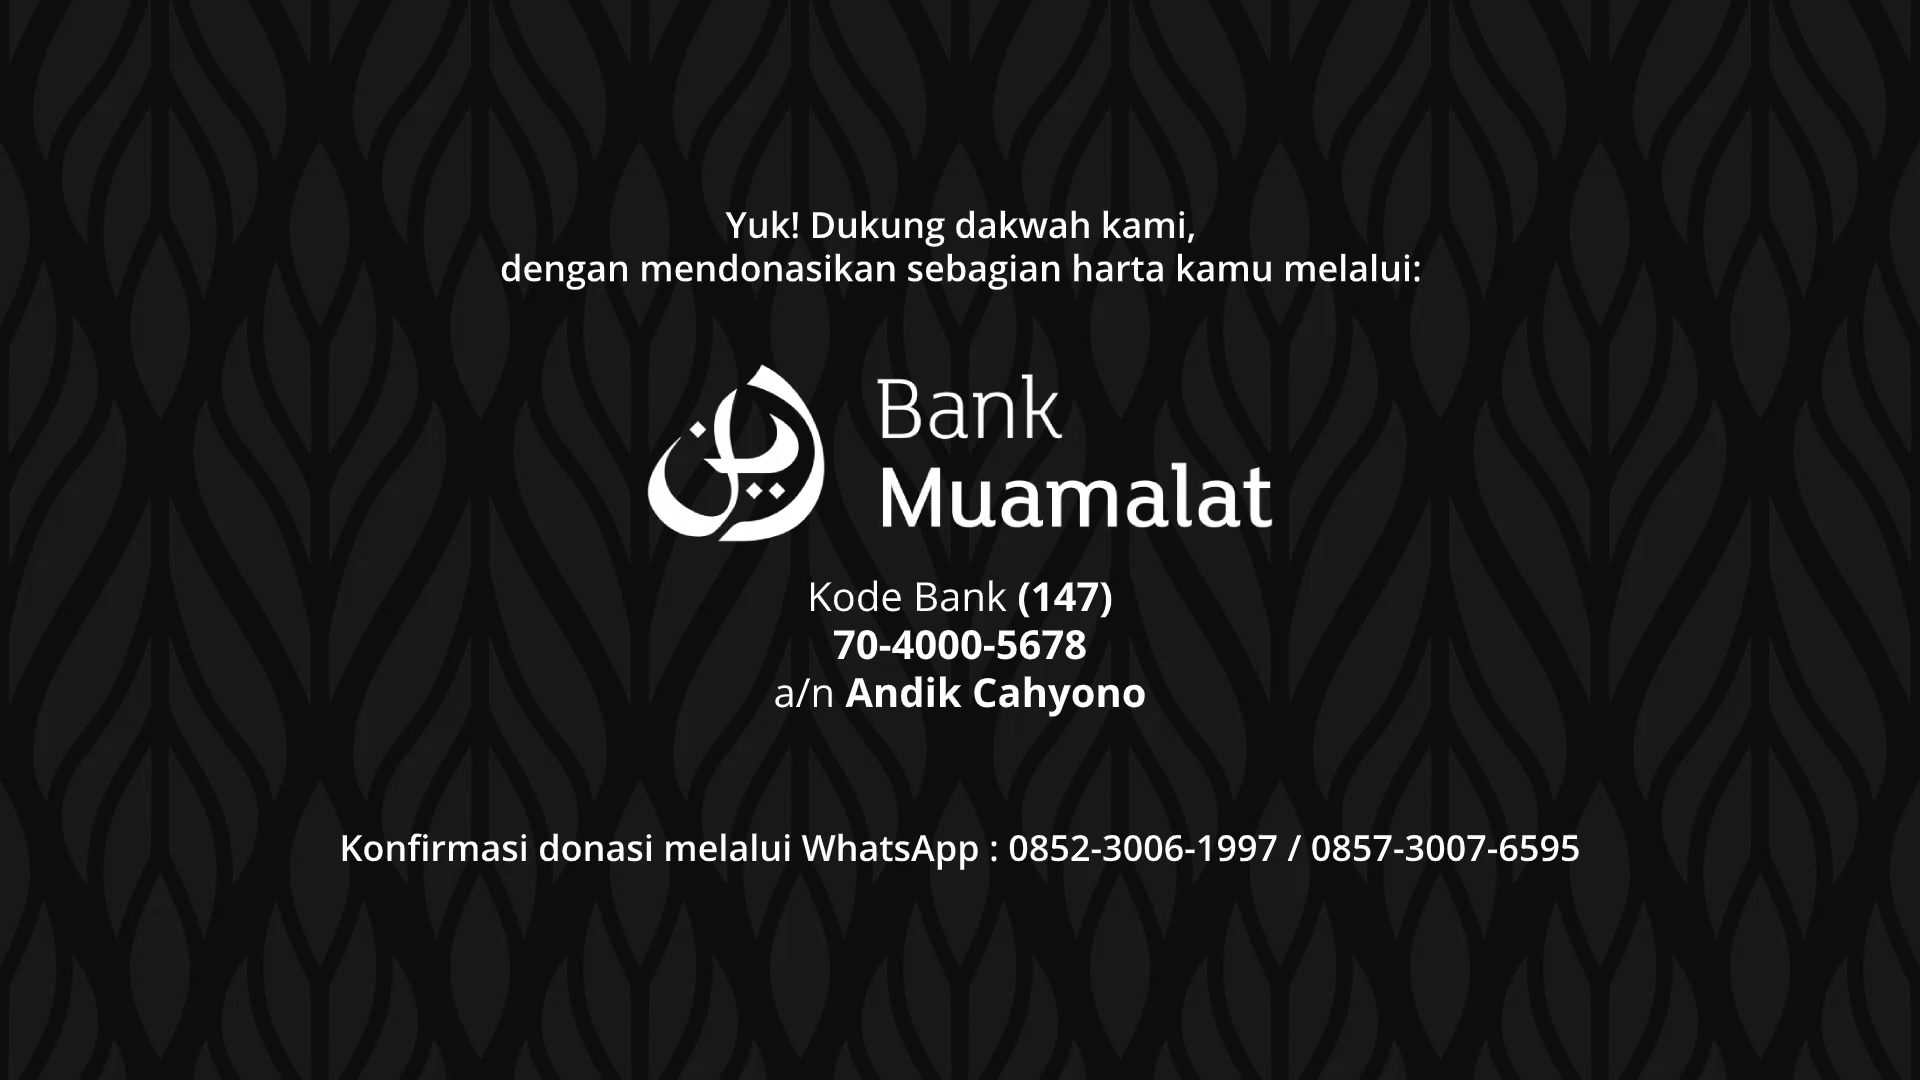 Yuk! Dukung dakwah kami,
dengan mendonasikan sebagian harta kamu melalui:
Bank
Muamalat
Kode Bank (147)
70-4000-5678
a/n Andik Cahyono
Konfirmasi donasi melalui WhatsApp : 0852-3006-1997 / 0857-3007-6595